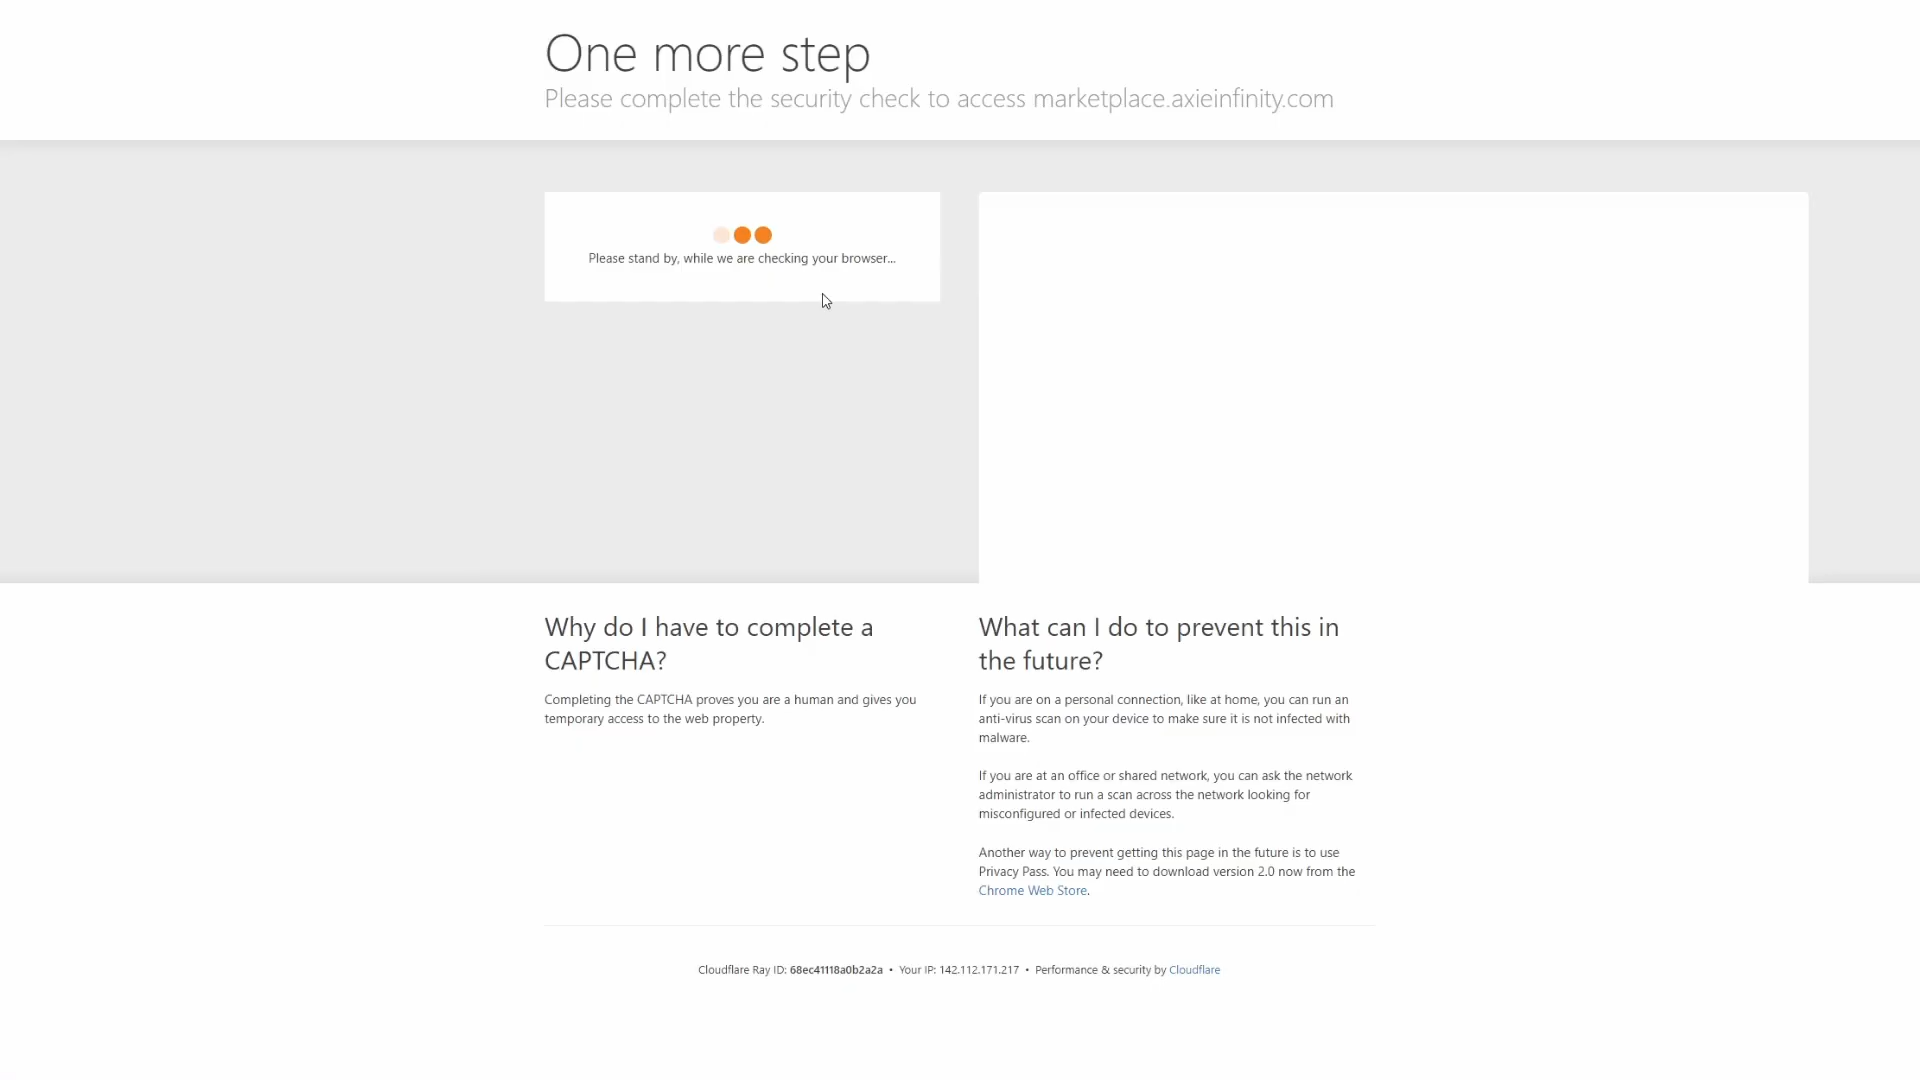 One more step
Please complete the security check to access marketplace.axieinfinity.com
Please stand by, while we are checking your browser...
Why do I have to complete a
CAPTCHA?
Completing the CAPTCHA proves you are a human and gives you
temporary access to the web property.
What can I do to prevent this in
the future?
If you are on a personal connection, like at home, you can run an
anti-virus scan on your device to make sure it is not infected with
malware.
If you are at an office or shared network, you can ask the network
administrator to run a scan across the network looking for
misconfigured or infected devices.
Another way to prevent getting this page in the future is to use
Privacy Pass. You may need to download version 2.0 now from the
Chrome Web Store.
Cloudflare Ray ID: 68ec41118a0b2a2a • Your IP: 142.112.171.217 • Performance & security by Cloudflare